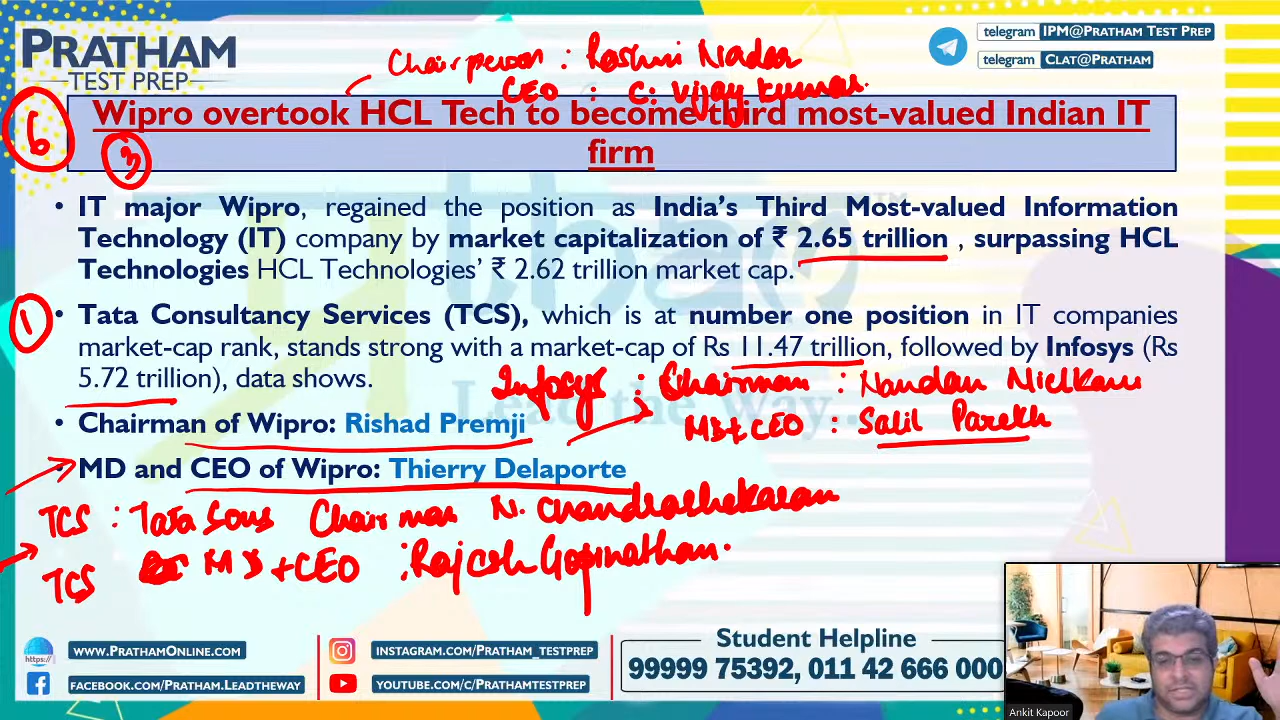 PRATHAM
TEST PREP
telegram IPM@PRATHAM TEST PREP
telegram CLAT@PRATHAM
Chairperson : Roshni Nadar
CEO : C. Vijay Kumar.
6
Wipro overtook HCL Tech to become third most-valued Indian IT
firm
3
• IT major Wipro, regained the position as India's Third Most-valued Information
Technology (IT) company by market capitalization of ₹ 2.65 trillion , surpassing HCL
Technologies HCL Technologies' ₹ 2.62 trillion market cap.
1
• Tata Consultancy Services (TCS), which is at number one position in IT companies
market-cap rank, stands strong with a market-cap of Rs 11.47 trillion, followed by Infosys (Rs
5.72 trillion), data shows.
Infosys : Chairman : Nandan Nilekani
MD+CEO : Salil Parekh
• Chairman of Wipro: Rishad Premji
• MD and CEO of Wipro: Thierry Delaporte
TCS : Tata Sons Chairman N. Chandrashekaran
TCS MD+CEO : Rajesh Gopinathan.
Lead the Way..
https://
WWW.PRATHAMONLINE.COM
FACEBOOK.COM/PRATHAM.LEADTHEWAY
INSTAGRAM.COM/PRATHAM_TESTPREP
YOUTUBE.COM/C/PRATHAMTESTPREP
Student Helpline
99999 75392, 011 42 666 000
Ankit Kapoor